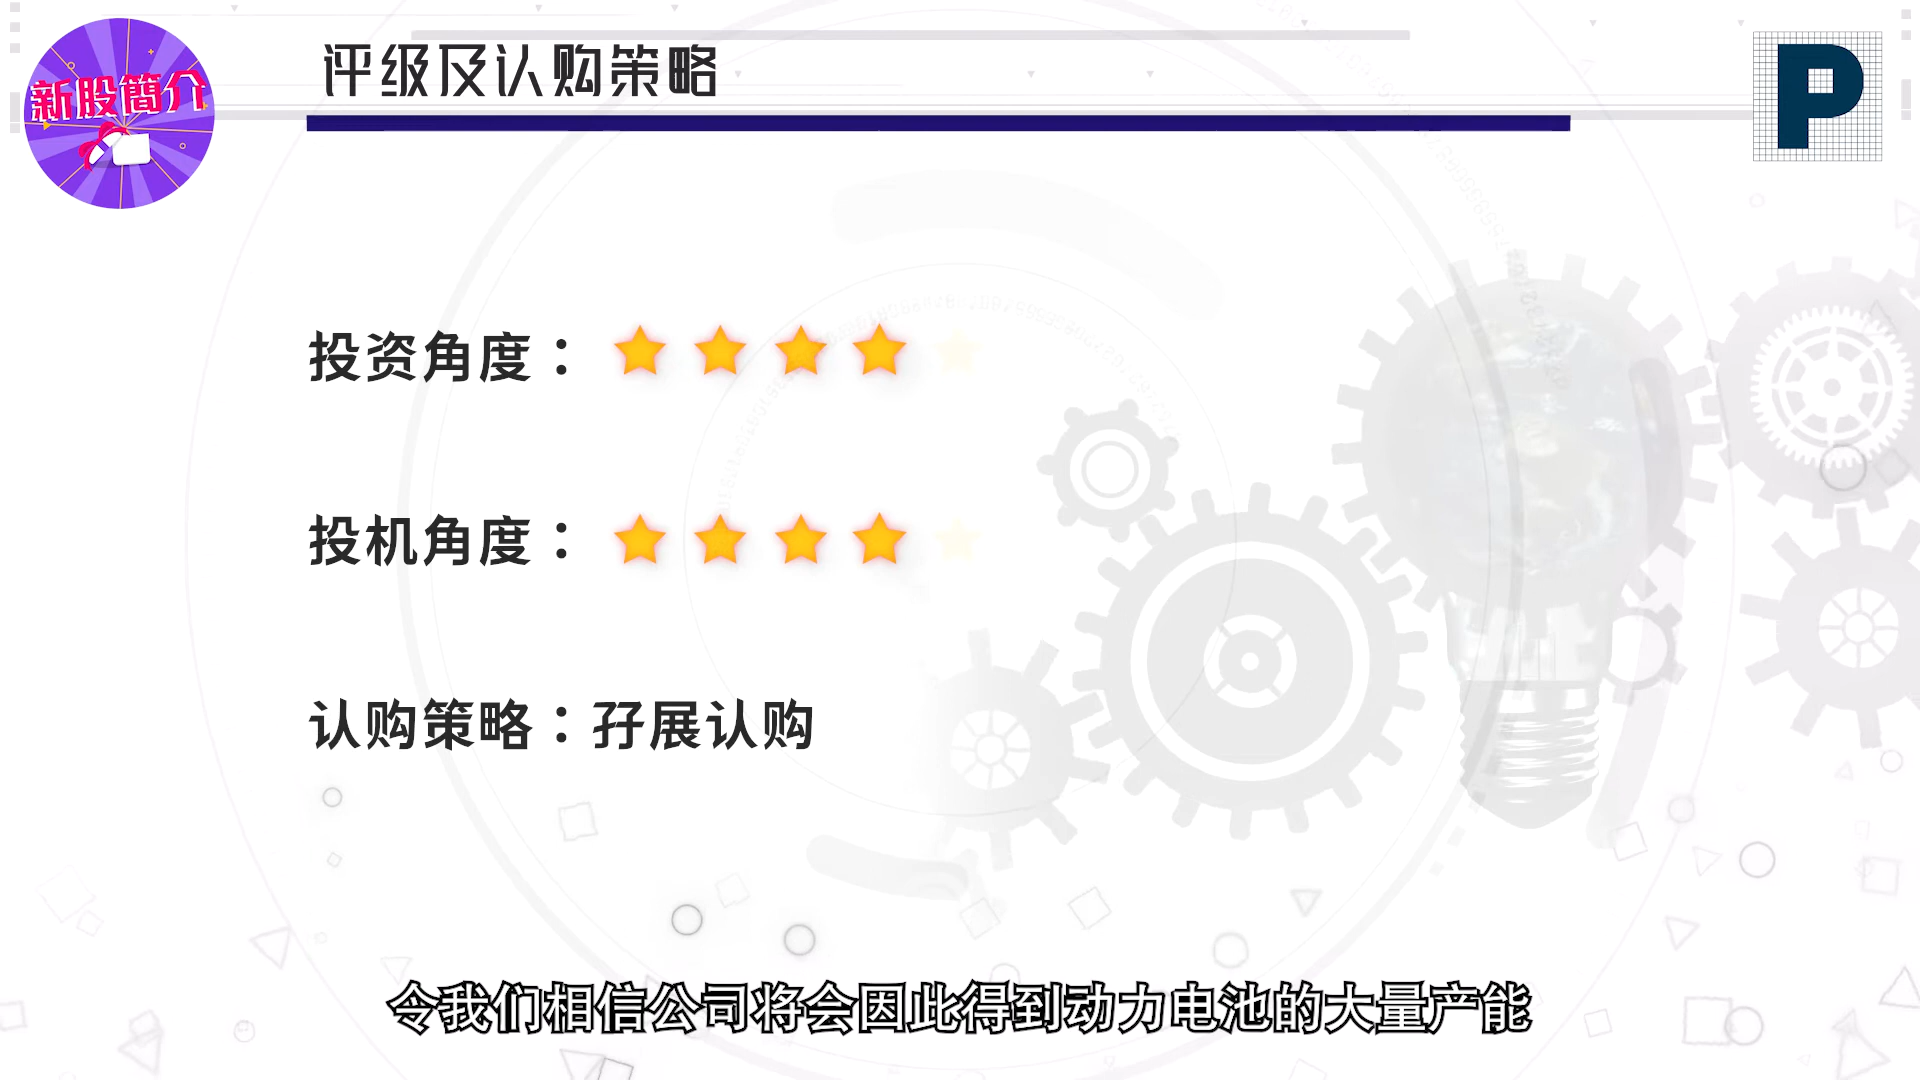 新股簡介
评级及认购策略
P
投资角度：
投机角度：
认购策略：孖展认购
令我们相信公司将会因此得到动力电池的大量产能